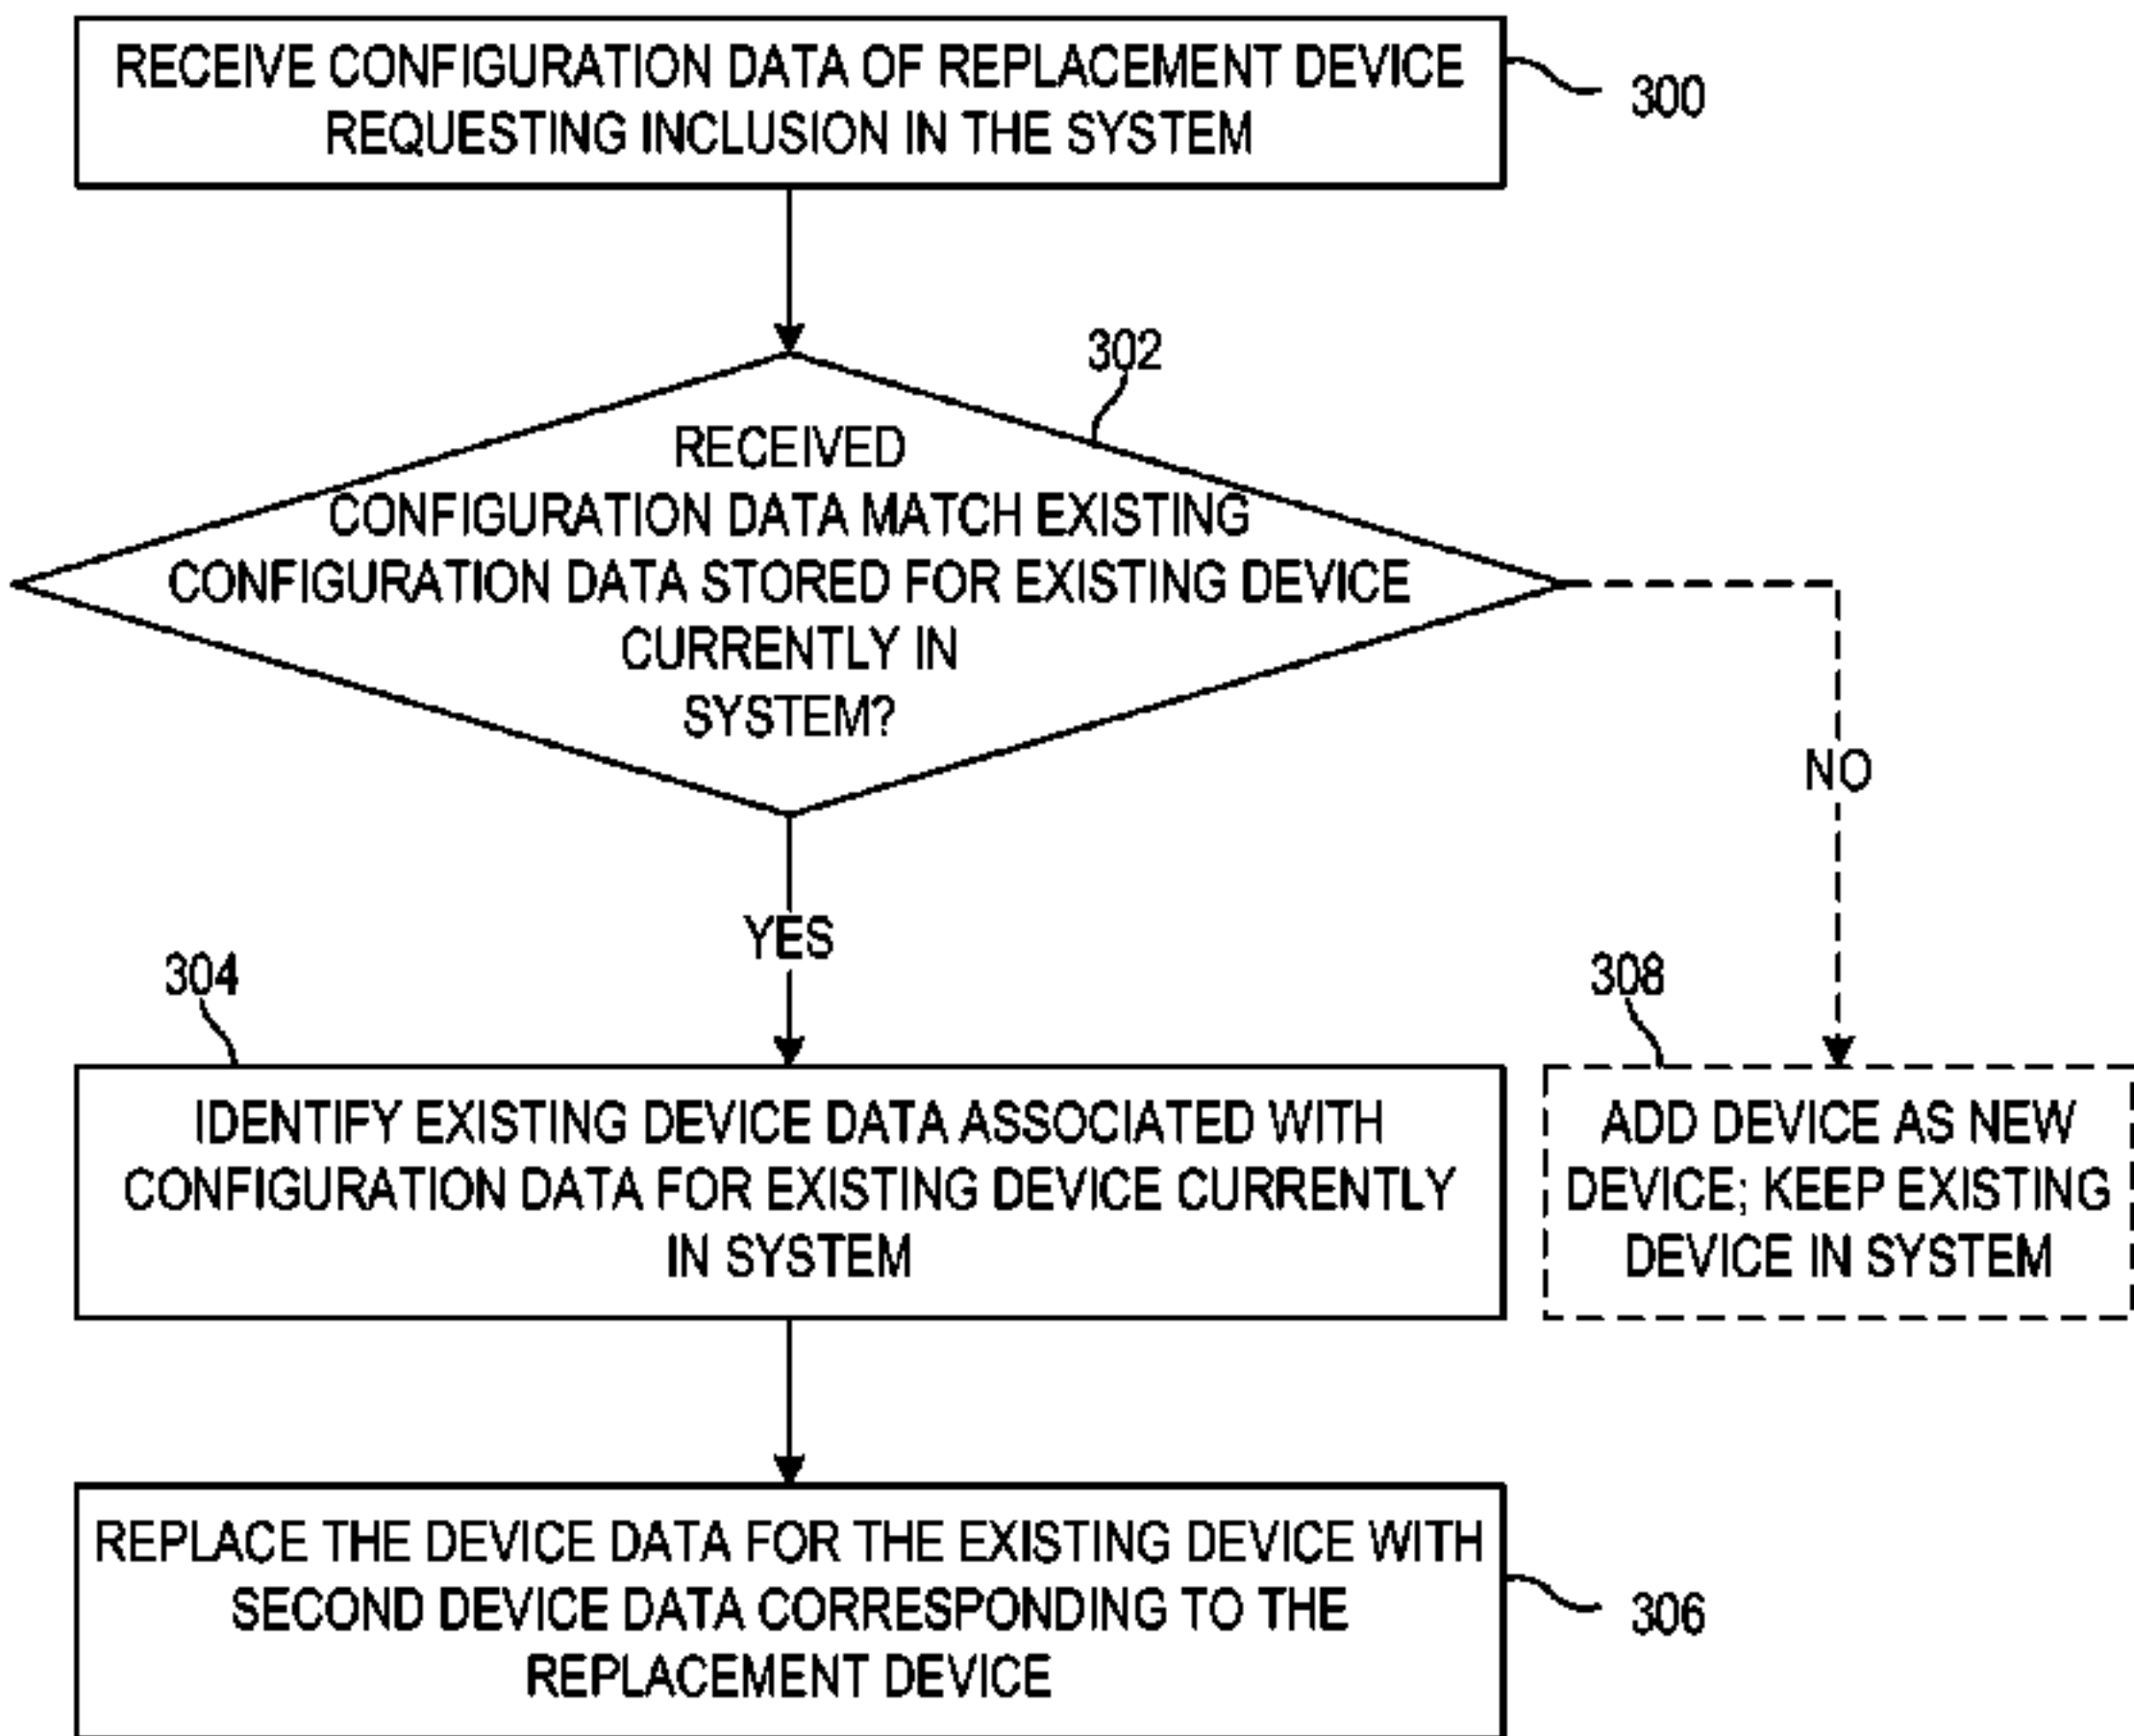 RECEIVE CONFIGURATION DATA OF REPLACEMENT DEVICE
REQUESTING INCLUSION IN THE SYSTEM
300
302
RECEIVED
CONFIGURATION DATA MATCH EXISTING
CONFIGURATION DATA STORED FOR EXISTING DEVICE
CURRENTLY IN
SYSTEM?
NO
YES
304
IDENTIFY EXISTING DEVICE DATA ASSOCIATED WITH
CONFIGURATION DATA FOR EXISTING DEVICE CURRENTLY
IN SYSTEM
308
ADD DEVICE AS NEW
DEVICE; KEEP EXISTING
DEVICE IN SYSTEM
REPLACE THE DEVICE DATA FOR THE EXISTING DEVICE WITH
SECOND DEVICE DATA CORRESPONDING TO THE
REPLACEMENT DEVICE
306